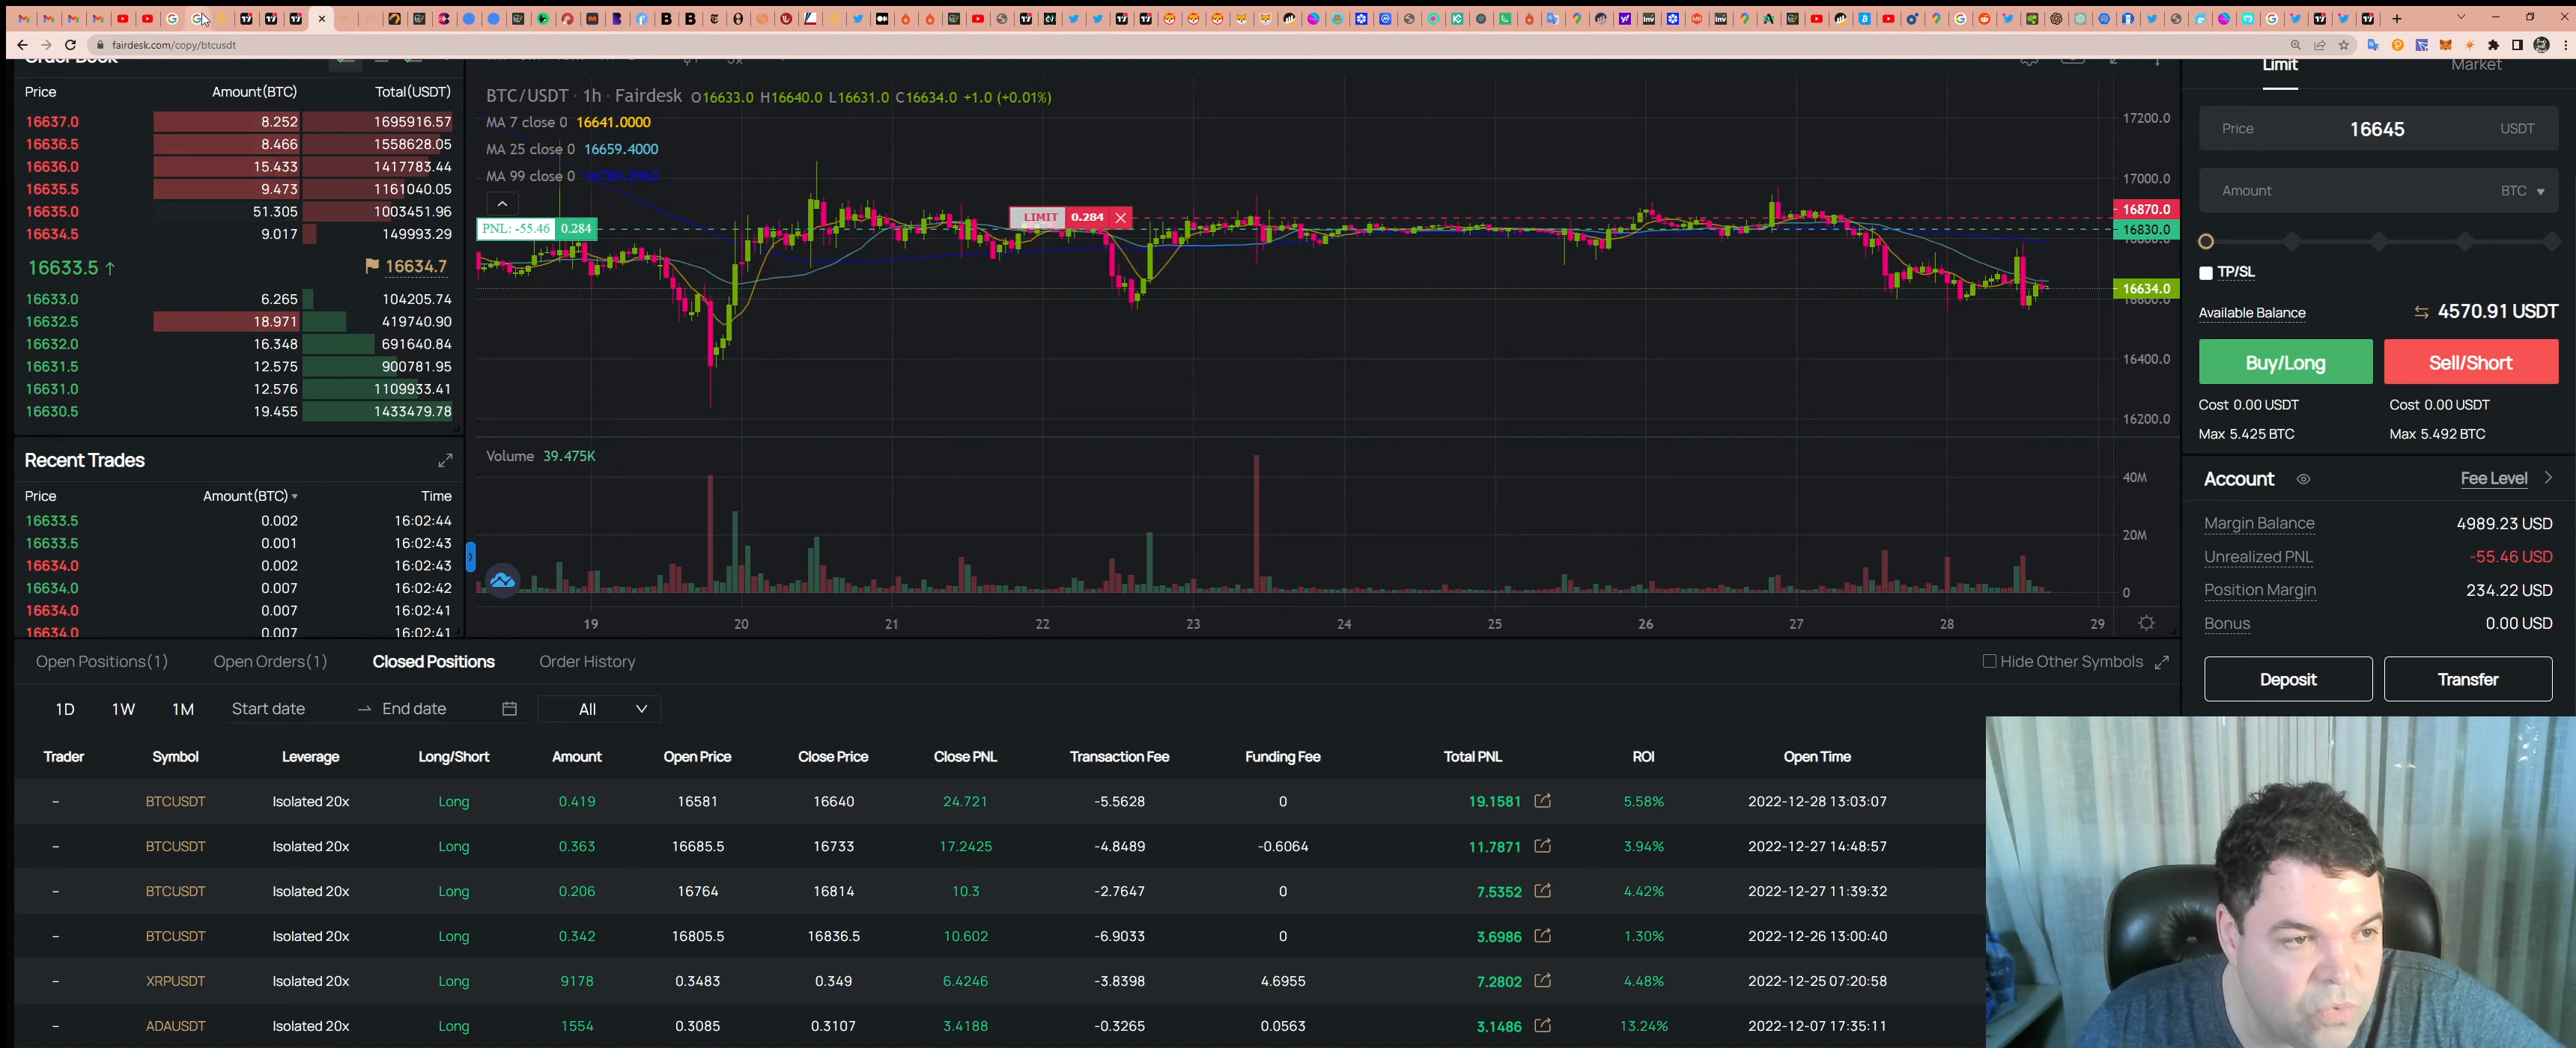 fairdesk.com/copy/btcusdt
Order Book
Price Amount(BTC) Total(USDT)
16637.0 8.252 1695916.57
16636.5 8.466 1558628.05
16636.0 15.433 1417783.44
16635.5 9.473 1161040.05
16635.0 51.305 1003451.96
16634.5 9.017 149993.29
16633.5 ↑ 16634.7
16633.0 6.265 104205.74
16632.5 18.971 419740.90
16632.0 16.348 691640.84
16631.5 12.575 900781.95
16631.0 12.576 1109933.41
16630.5 19.455 1433479.78
Recent Trades
Price Amount(BTC) Time
16633.5 0.002 16:02:44
16633.5 0.001 16:02:43
16634.0 0.002 16:02:43
16634.0 0.007 16:02:42
16634.0 0.007 16:02:41
16634.0 0.007 16:02:41
BTC/USDT · 1h · Fairdesk O16633.0 H16640.0 L16631.0 C16634.0 +1.0 (+0.01%)
MA 7 close 0 16641.0000
MA 25 close 0 16659.4000
MA 99 close 0 16789.0960
PNL: -55.46 0.284
LIMIT 0.284
17200.0
17000.0
16870.0
16830.0
16634.0
16400.0
16200.0
Volume 39.475K
40M
20M
0
19 20 21 22 23 24 25 26 27 28 29
Limit Market
Price 16645 USDT
Amount BTC
TP/SL
Available Balance 4570.91 USDT
Buy/Long Sell/Short
Cost 0.00 USDT Cost 0.00 USDT
Max 5.425 BTC Max 5.492 BTC
Account Fee Level
Margin Balance 4989.23 USD
Unrealized PNL -55.46 USD
Position Margin 234.22 USD
Bonus 0.00 USD
Deposit Transfer
Open Positions(1) Open Orders(1) Closed Positions Order History Hide Other Symbols
1D 1W 1M Start date → End date All
Trader Symbol Leverage Long/Short Amount Open Price Close Price Close PNL Transaction Fee Funding Fee Total PNL ROI Open Time
– BTCUSDT Isolated 20x Long 0.419 16581 16640 24.721 -5.5628 0 19.1581 5.58% 2022-12-28 13:03:07
– BTCUSDT Isolated 20x Long 0.363 16685.5 16733 17.2425 -4.8489 -0.6064 11.7871 3.94% 2022-12-27 14:48:57
– BTCUSDT Isolated 20x Long 0.206 16764 16814 10.3 -2.7647 0 7.5352 4.42% 2022-12-27 11:39:32
– BTCUSDT Isolated 20x Long 0.342 16805.5 16836.5 10.602 -6.9033 0 3.6986 1.30% 2022-12-26 13:00:40
– XRPUSDT Isolated 20x Long 9178 0.3483 0.349 6.4246 -3.8398 4.6955 7.2802 4.48% 2022-12-25 07:20:58
– ADAUSDT Isolated 20x Long 1554 0.3085 0.3107 3.4188 -0.3265 0.0563 3.1486 13.24% 2022-12-07 17:35:11